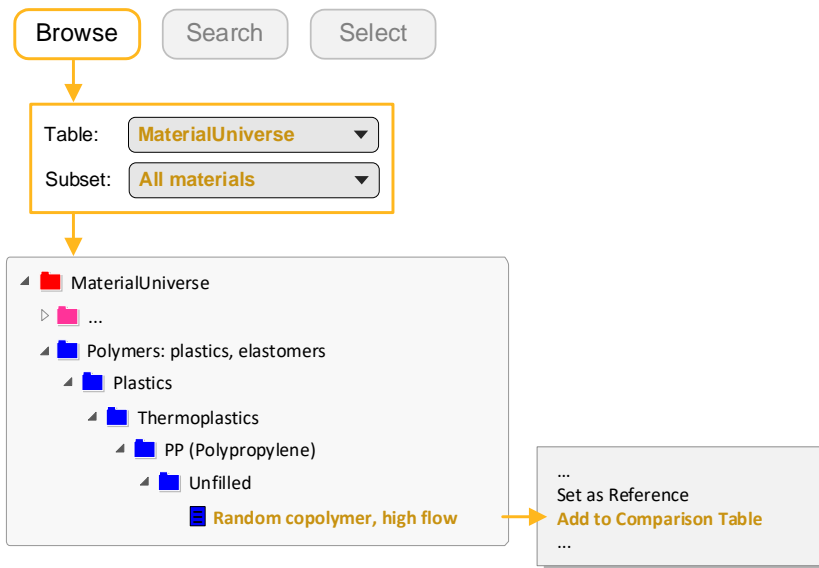 Browse Search Select
Table: MaterialUniverse
Subset: All materials
MaterialUniverse
...
Polymers: plastics, elastomers
Plastics
Thermoplastics
PP (Polypropylene)
Unfilled
Random copolymer, high flow
...
Set as Reference
Add to Comparison Table
...